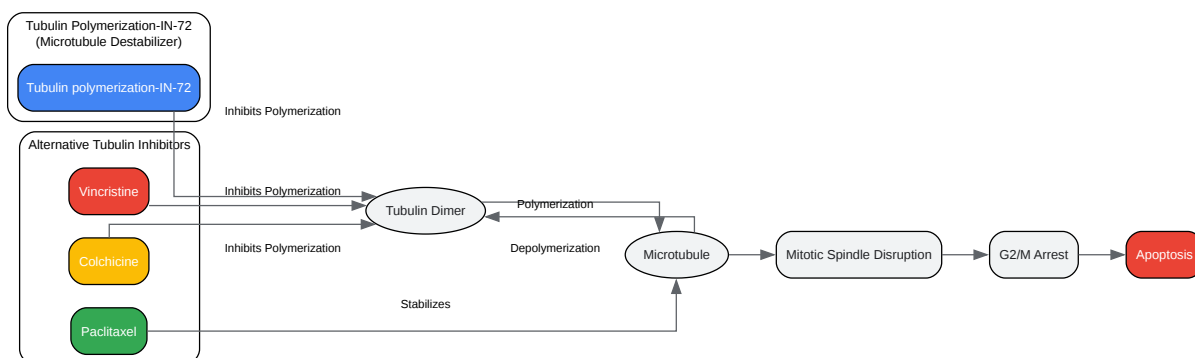 Tubulin Polymerization-IN-72
(Microtubule Destabilizer)
Tubulin polymerization-IN-72
Inhibits Polymerization
Alternative Tubulin Inhibitors
Vincristine
Inhibits Polymerization
Tubulin Dimer
Polymerization
Colchicine
Inhibits Polymerization
Depolymerization
Microtubule
Mitotic Spindle Disruption
G2/M Arrest
Apoptosis
Paclitaxel
Stabilizes